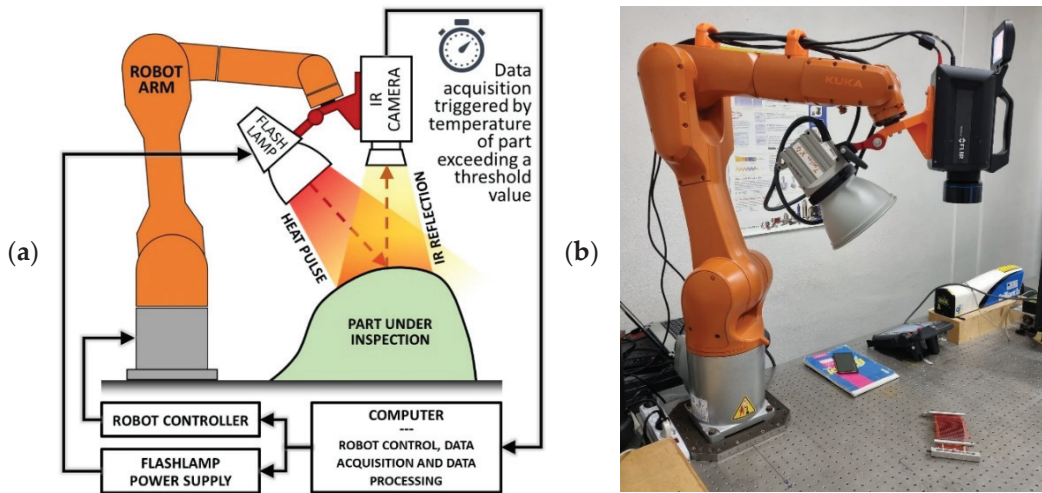 (a)
ROBOT
ARM
FLASH
LAMP
IR
CAMERA
Data
acquisition
triggered by
temperature
of part
exceeding a
threshold
value
HEAT PULSE
IR REFLECTION
PART UNDER
INSPECTION
ROBOT CONTROLLER
FLASHLAMP
POWER SUPPLY
COMPUTER
---
ROBOT CONTROL, DATA
ACQUISITION AND DATA
PROCESSING
(b)
KUKA
FLIR